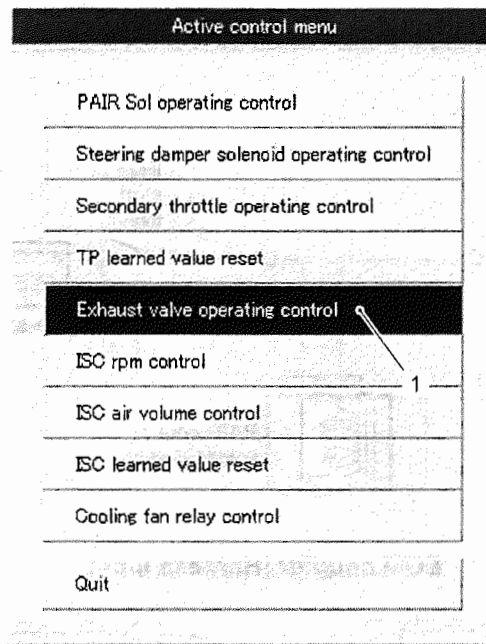 Active control menu
PAIR Sol operating control
Steering damper solenoid operating control
Secondary throttle operating control
TP learned value reset
Exhaust valve operating control
1
ISC rpm control
ISC air volume control
ISC learned value reset
Cooling fan relay control
Quit